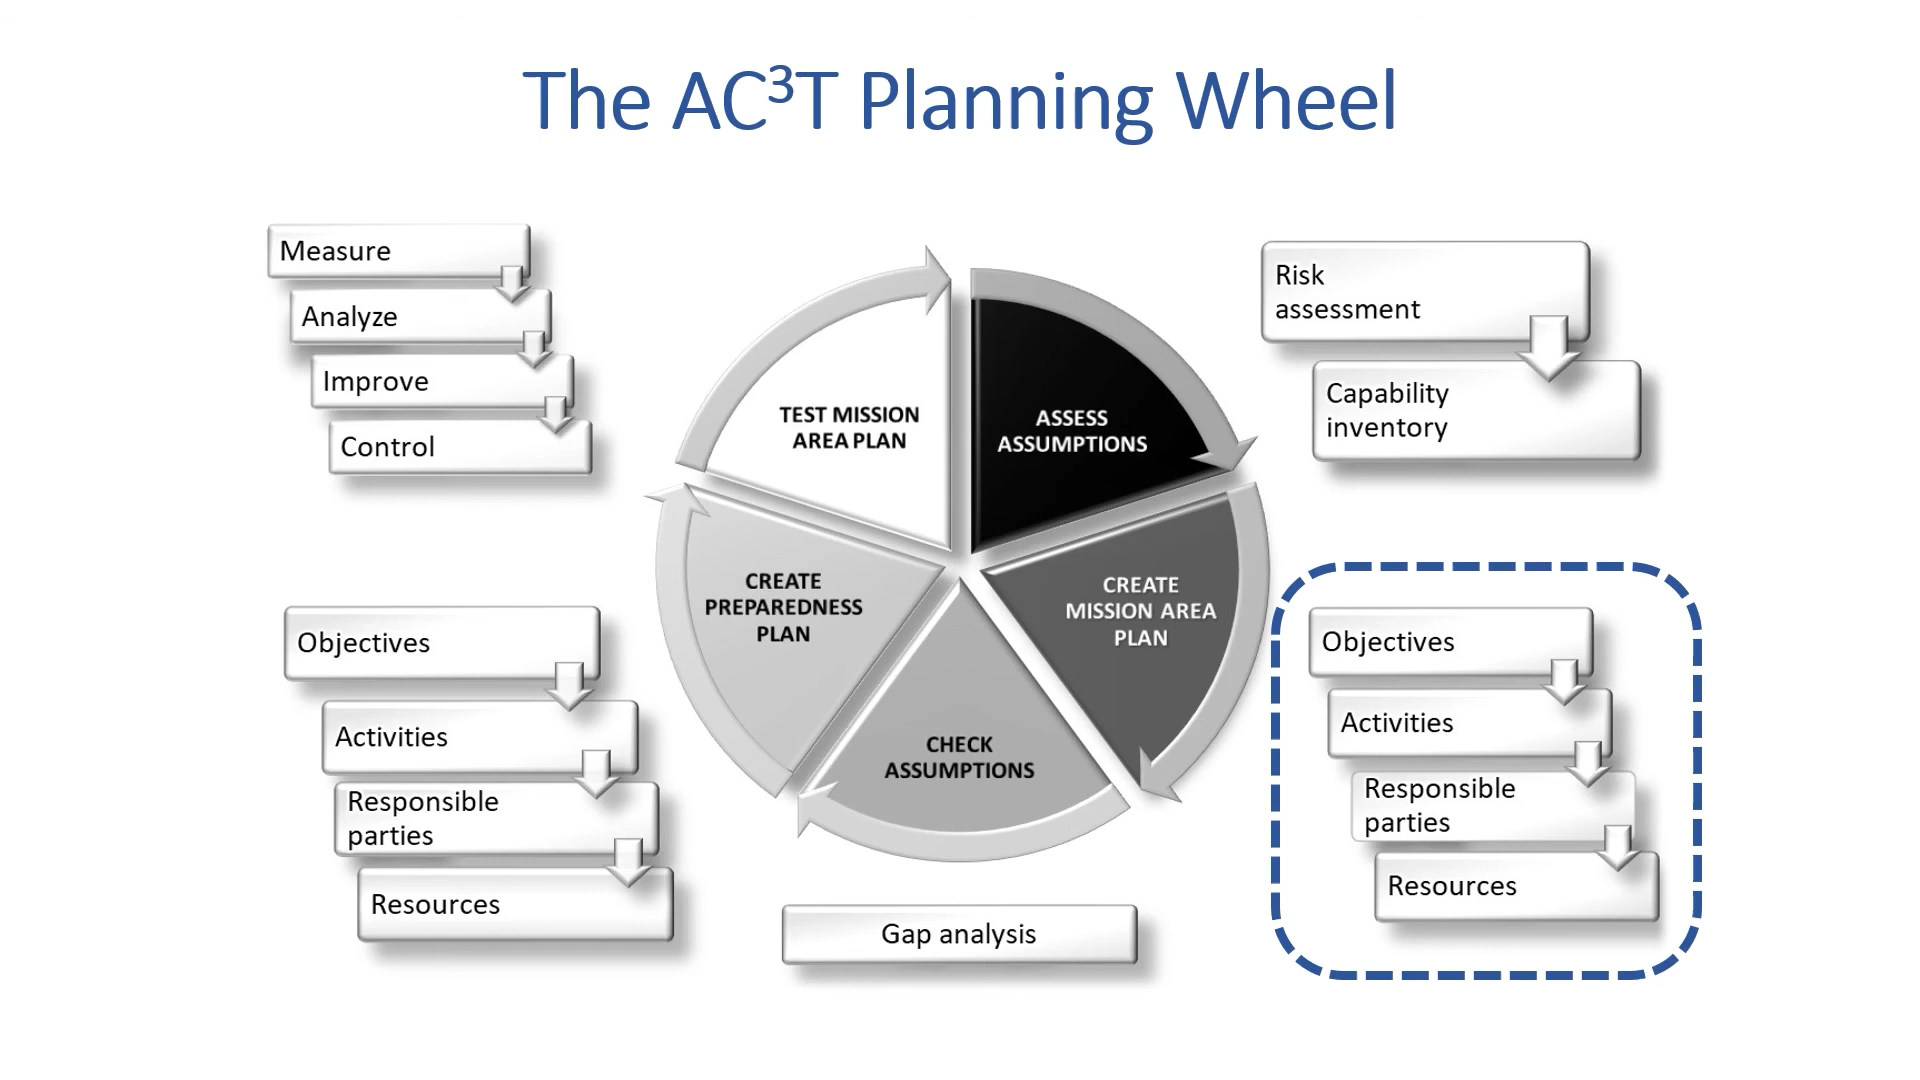 The AC³T Planning Wheel
Measure
Analyze
Improve
Control
TEST MISSION
AREA PLAN
ASSESS
ASSUMPTIONS
Risk
assessment
Capability
inventory
CREATE
PREPAREDNESS
PLAN
CREATE
MISSION AREA
PLAN
CHECK
ASSUMPTIONS
Objectives
Activities
Responsible
parties
Resources
Gap analysis
Objectives
Activities
Responsible
parties
Resources